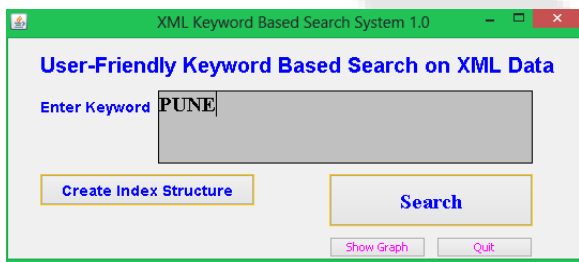 XML Keyword Based Search System 1.0
User-Friendly Keyword Based Search on XML Data
Enter Keyword PUNE
Create Index Structure
Search
Show Graph Quit